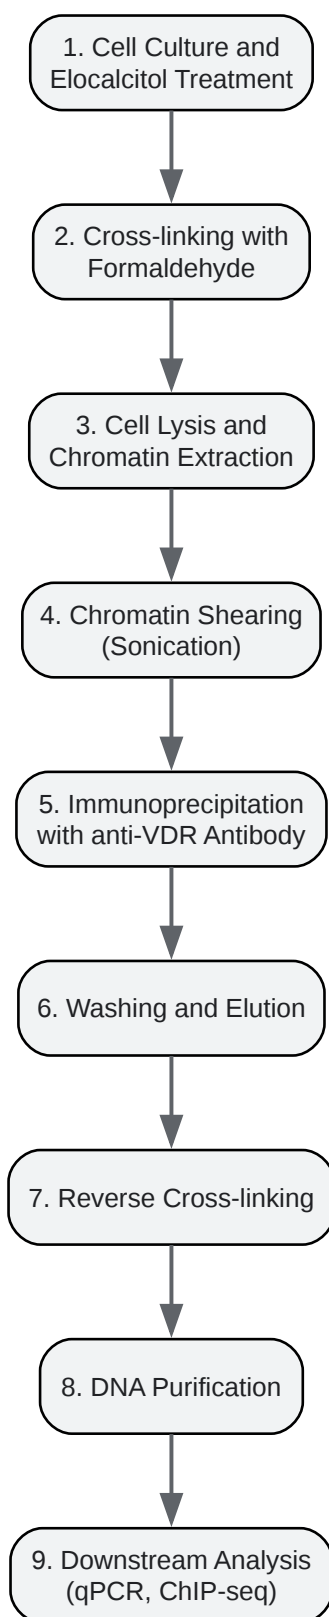 1. Cell Culture and
Elocalcitol Treatment
2. Cross-linking with
Formaldehyde
3. Cell Lysis and
Chromatin Extraction
4. Chromatin Shearing
(Sonication)
5. Immunoprecipitation
with anti-VDR Antibody
6. Washing and Elution
7. Reverse Cross-linking
8. DNA Purification
9. Downstream Analysis
(qPCR, ChIP-seq)